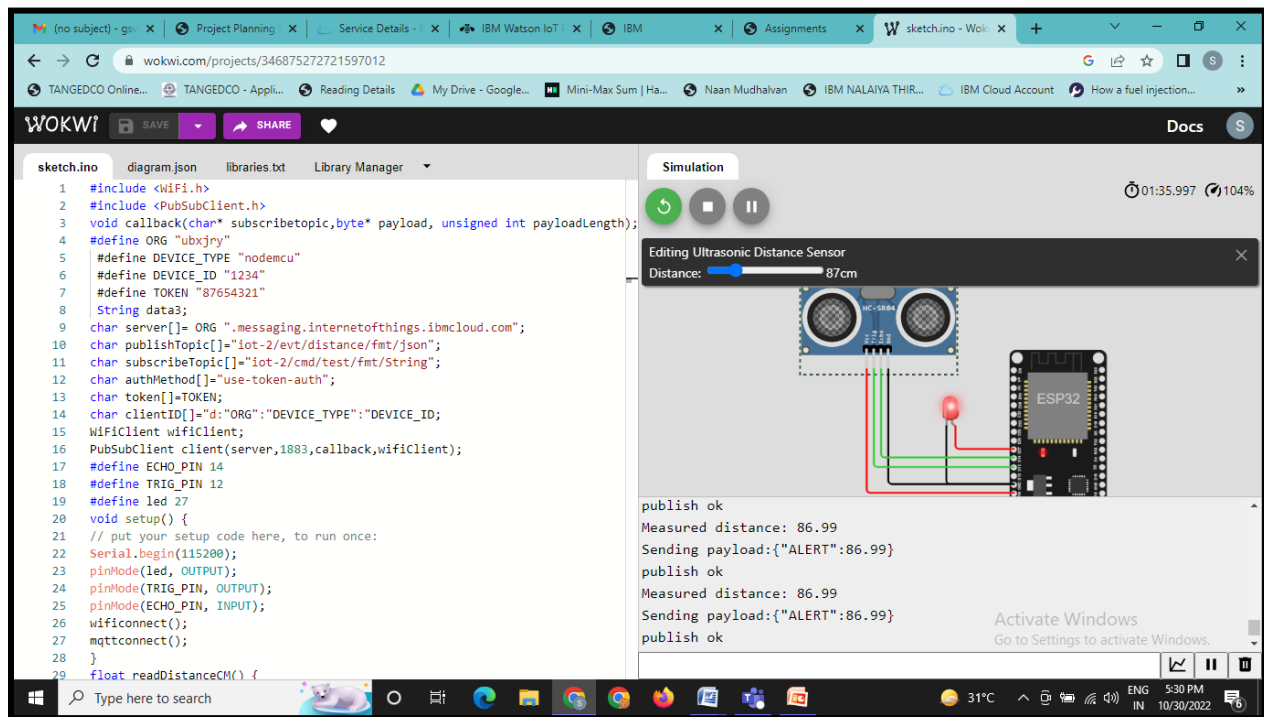 (no subject) - gsv
Project Planning
Service Details - I
IBM Watson IoT P
IBM
Assignments
sketch.ino - Wok
wokwi.com/projects/346875272721597012
G
S
TANGEDCO Online...
TANGEDCO - Appli...
Reading Details
My Drive - Google...
Mini-Max Sum | Ha...
Naan Mudhalvan
IBM NALAIYA THIR...
IBM Cloud Account
How a fuel injection...
WOKWi
SAVE
SHARE
Docs
S
sketch.ino
diagram.json
libraries.txt
Library Manager
1 #include <WiFi.h>
2 #include <PubSubClient.h>
3 void callback(char* subscribetopic,byte* payload, unsigned int payloadLength);
4 #define ORG "ubxjry"
5 #define DEVICE_TYPE "nodemcu"
6 #define DEVICE_ID "1234"
7 #define TOKEN "87654321"
8 String data3;
9 char server[]= ORG ".messaging.internetofthings.ibmcloud.com";
10 char publishTopic[]="iot-2/evt/distance/fmt/json";
11 char subscribeTopic[]="iot-2/cmd/test/fmt/String";
12 char authMethod[]="use-token-auth";
13 char token[]=TOKEN;
14 char clientID[]="d:"ORG":"DEVICE_TYPE":"DEVICE_ID;
15 WiFiClient wifiClient;
16 PubSubClient client(server,1883,callback,wifiClient);
17 #define ECHO_PIN 14
18 #define TRIG_PIN 12
19 #define led 27
20 void setup() {
21 // put your setup code here, to run once:
22 Serial.begin(115200);
23 pinMode(led, OUTPUT);
24 pinMode(TRIG_PIN, OUTPUT);
25 pinMode(ECHO_PIN, INPUT);
26 wificonnect();
27 mqttconnect();
28 }
29 float readDistanceCM() {
Simulation
01:35.997
104%
Editing Ultrasonic Distance Sensor
Distance: 87cm
HC-SR04
Vcc
Trig
Echo
Gnd
ESP32
publish ok
Measured distance: 86.99
Sending payload:{"ALERT":86.99}
publish ok
Measured distance: 86.99
Sending payload:{"ALERT":86.99}
publish ok
Activate Windows
Go to Settings to activate Windows.
Type here to search
31°C
ENG
IN
5:30 PM
10/30/2022
6